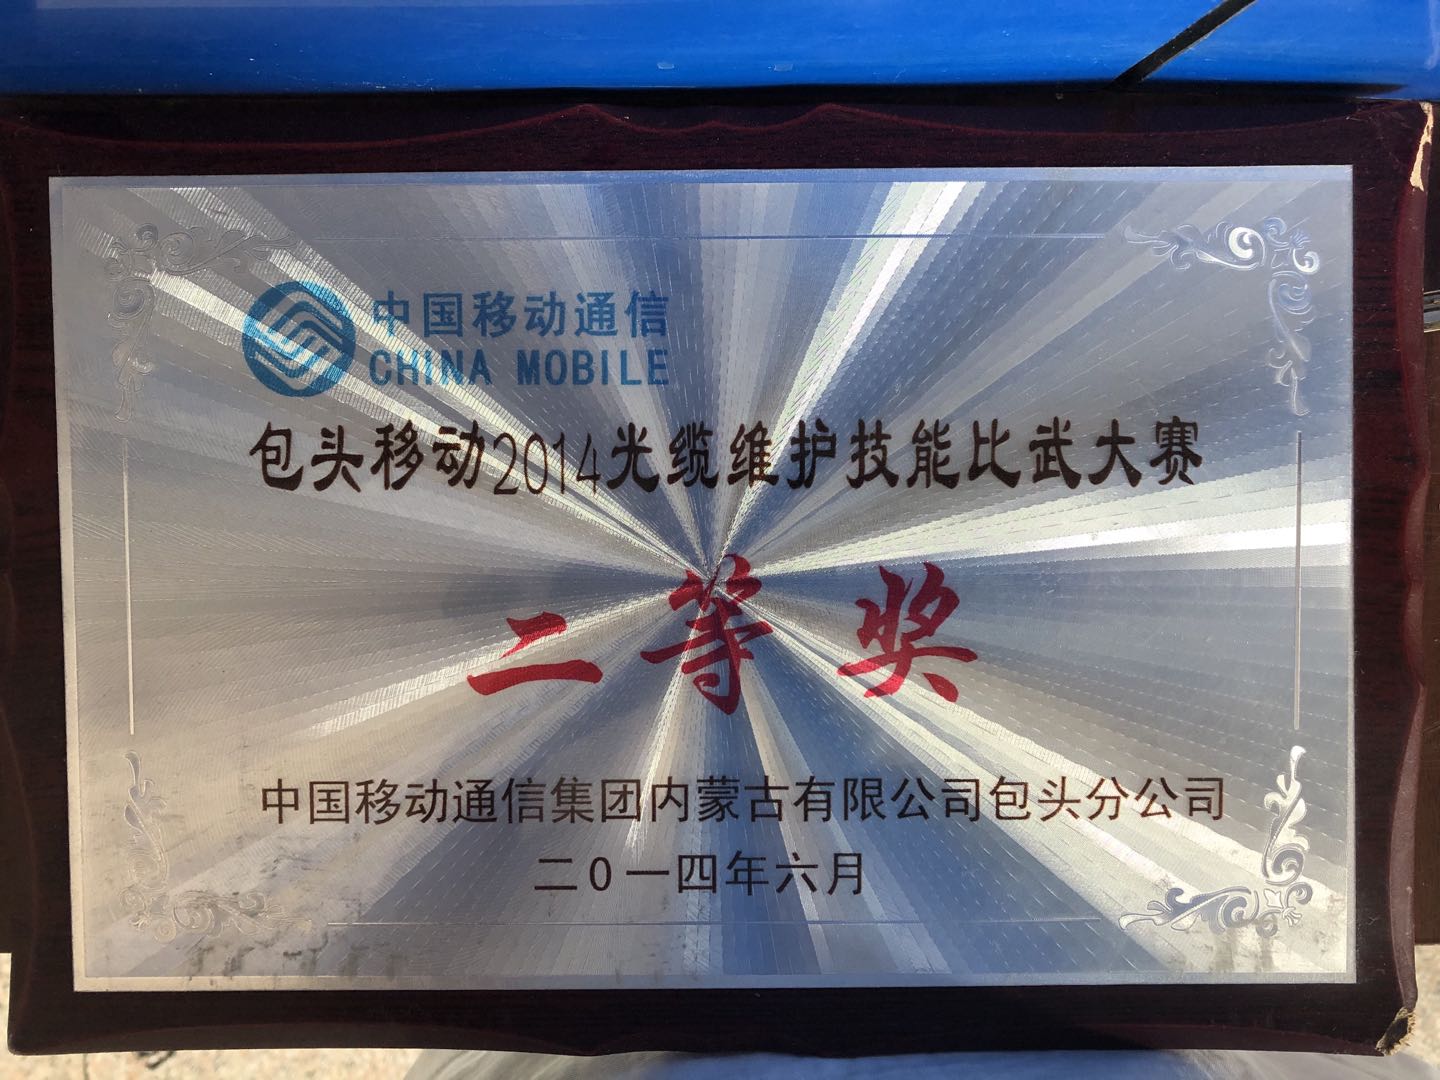 中国移动通信
CHINA MOBILE
包头移动2014光缆维护技能比武大赛
二等奖
中国移动通信集团内蒙古有限公司包头分公司
二0一四年六月